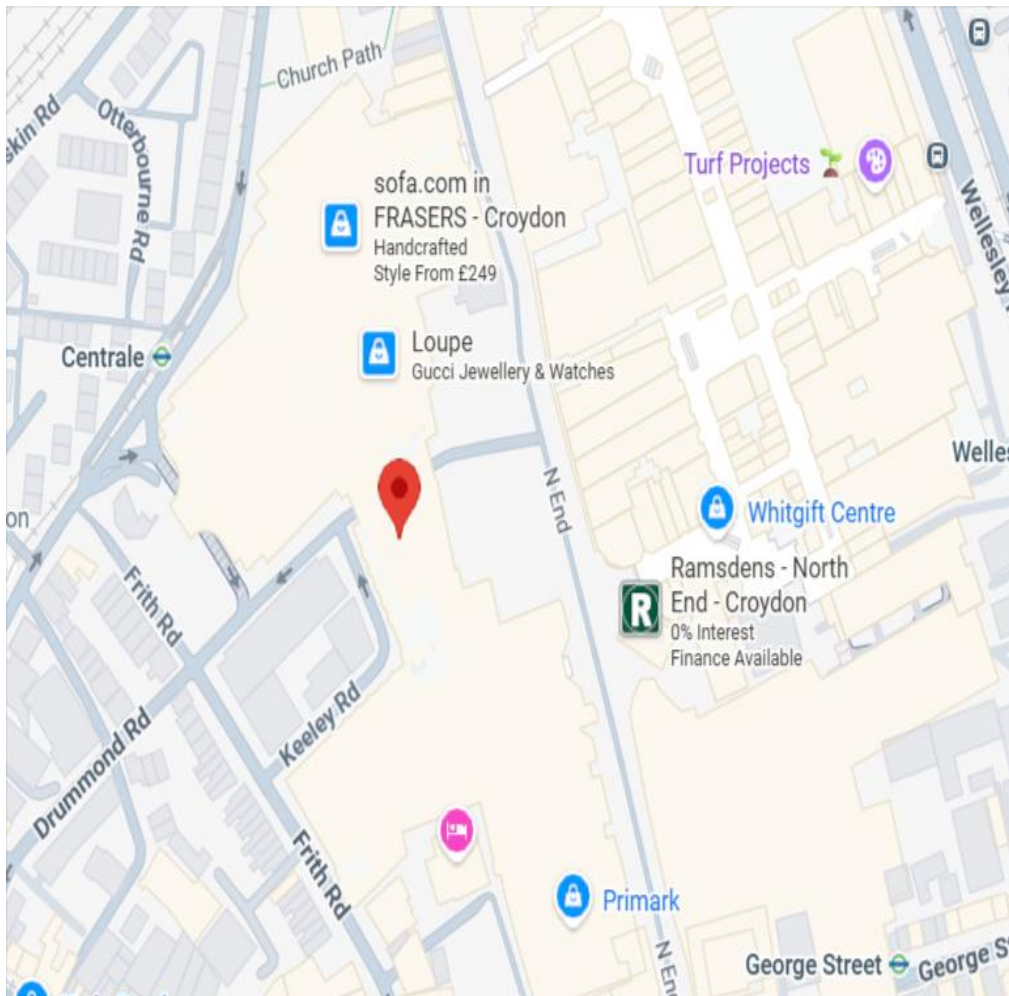 Church Path
skin Rd
Otterbourne Rd
Turf Projects
sofa.com in
FRASERS - Croydon
Handcrafted
Style From £249
Wellesley
Centrale
Loupe
Gucci Jewellery & Watches
Welles
N End
Whitgift Centre
on
Ramsdens - North
End - Croydon
0% Interest
Finance Available
R
Frith Rd
Keeley Rd
Drummond Rd
Frith Rd
Primark
N End
George Street
George S